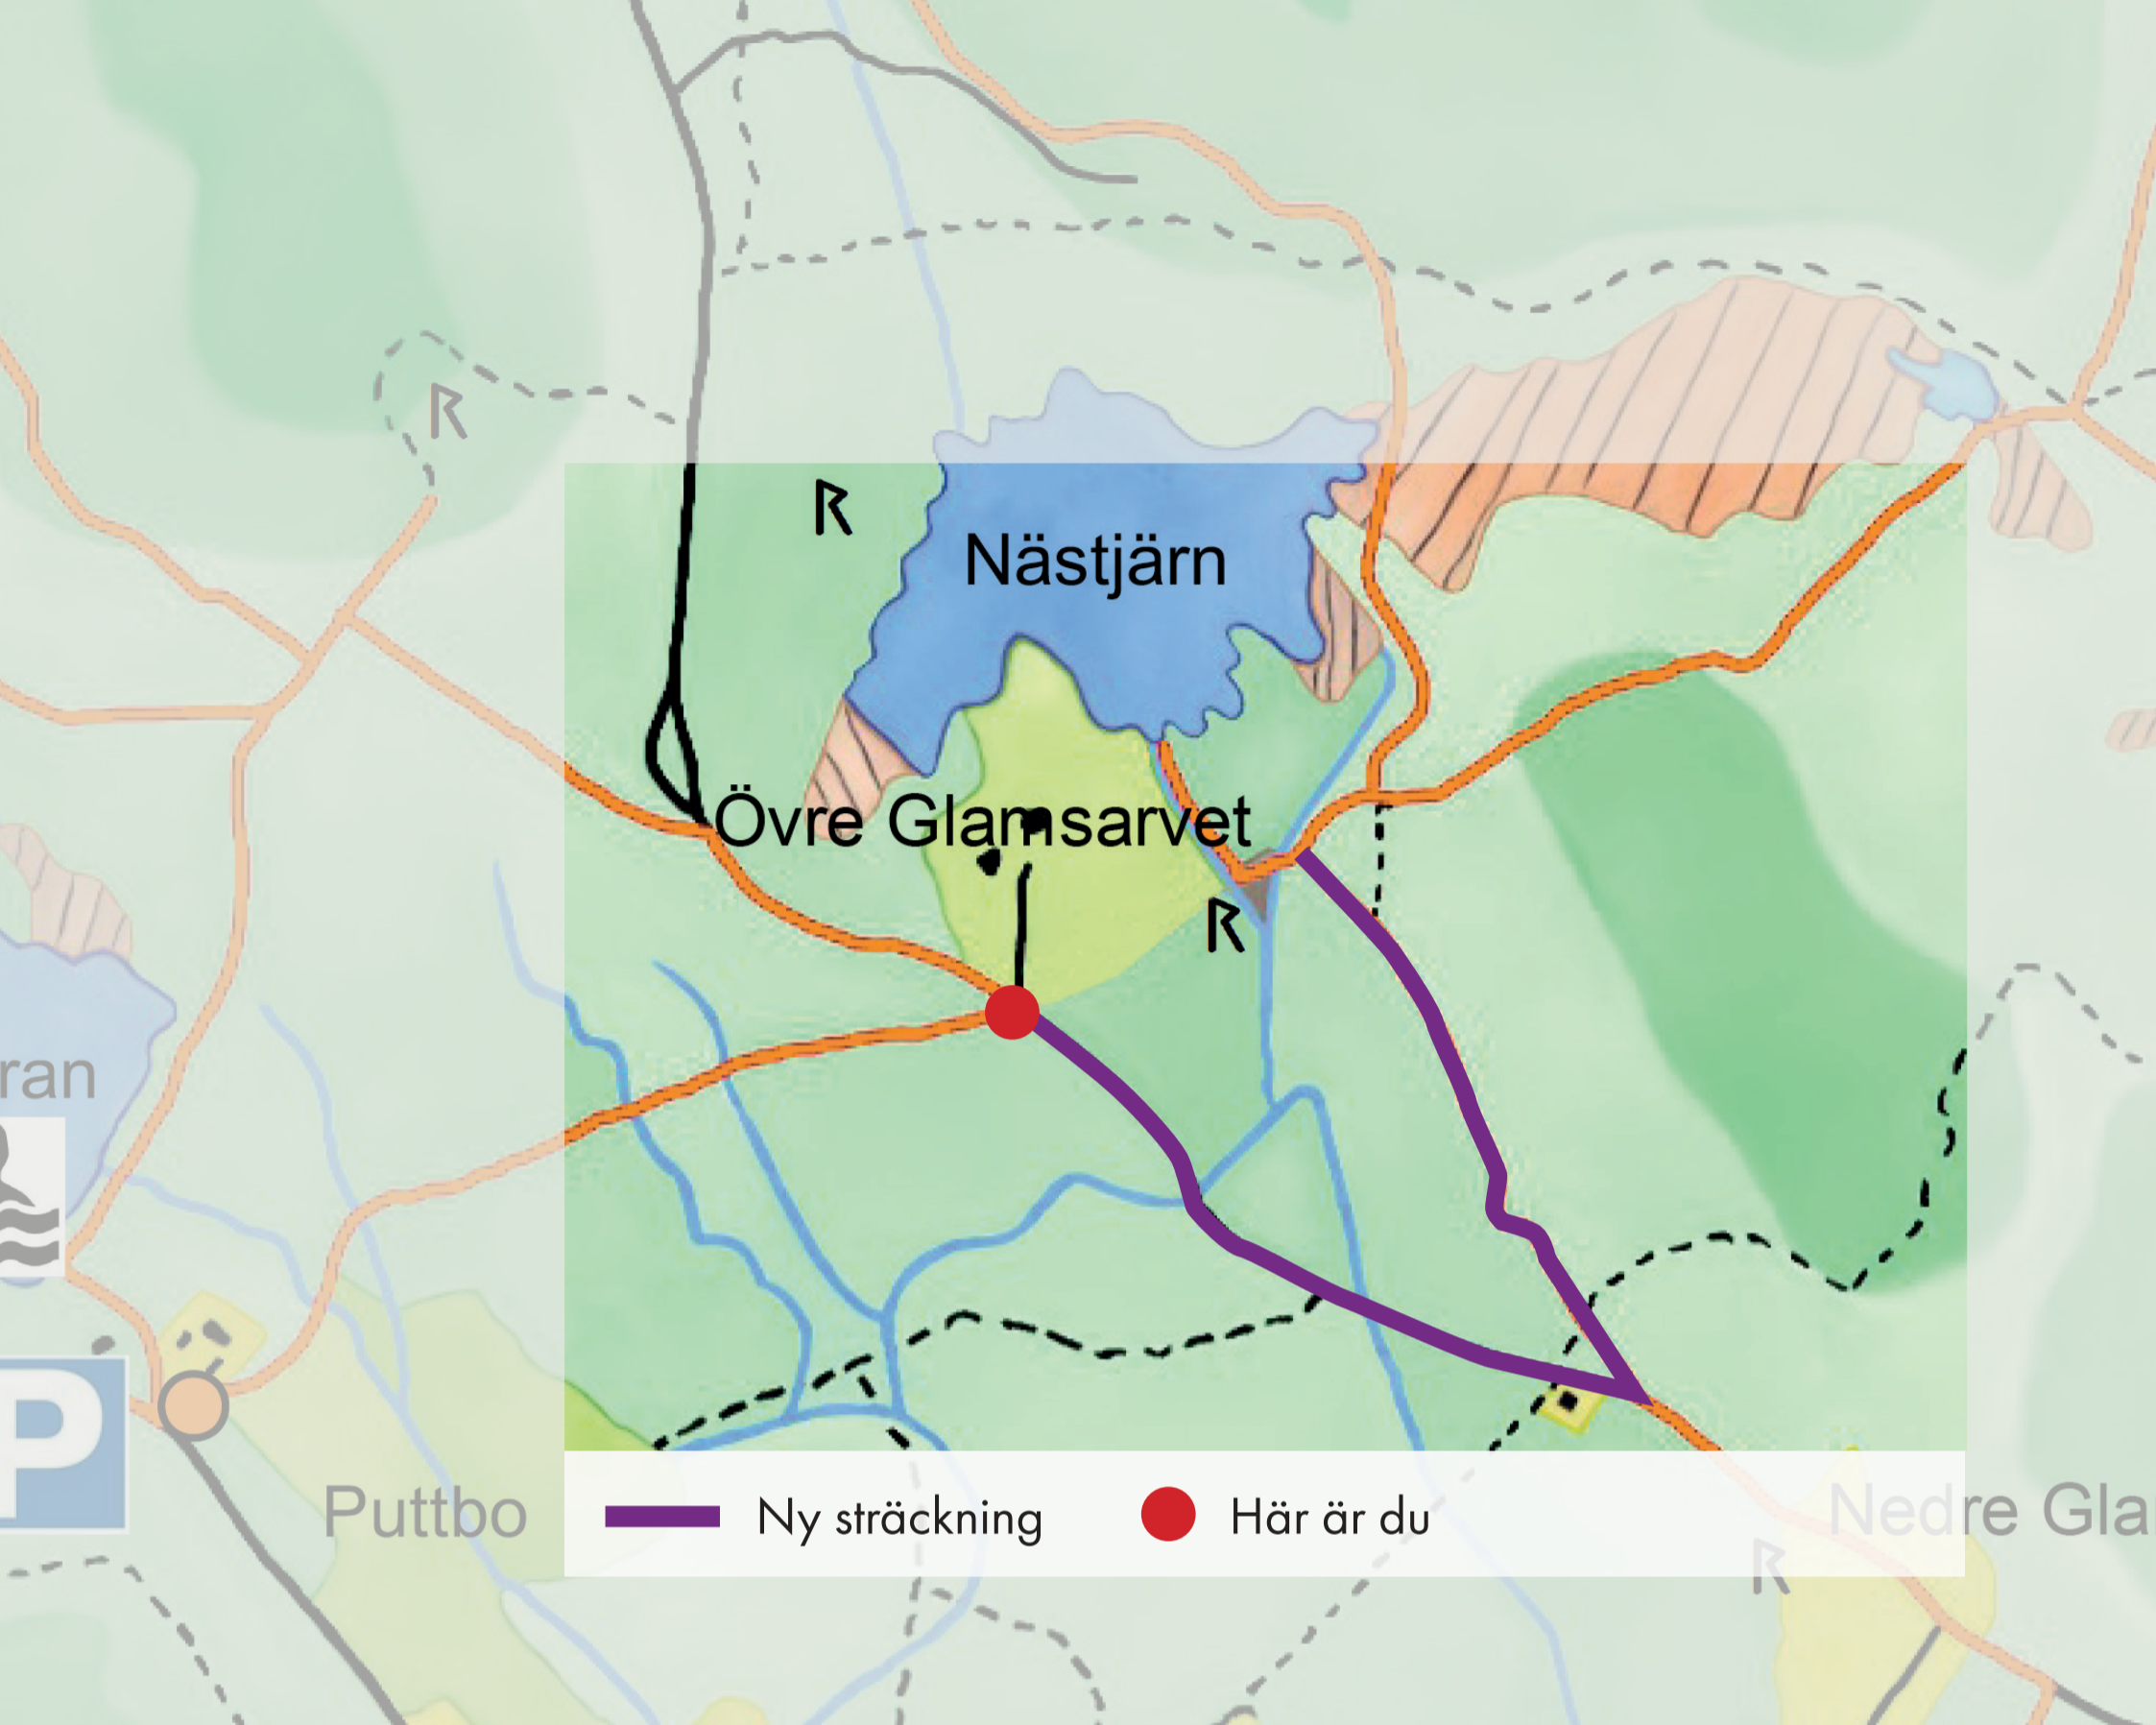 R
R
Nästjärn
Övre Glamsarvet
R
ran
P
Puttbo
Ny sträckning
Här är du
Nedre Gla
R